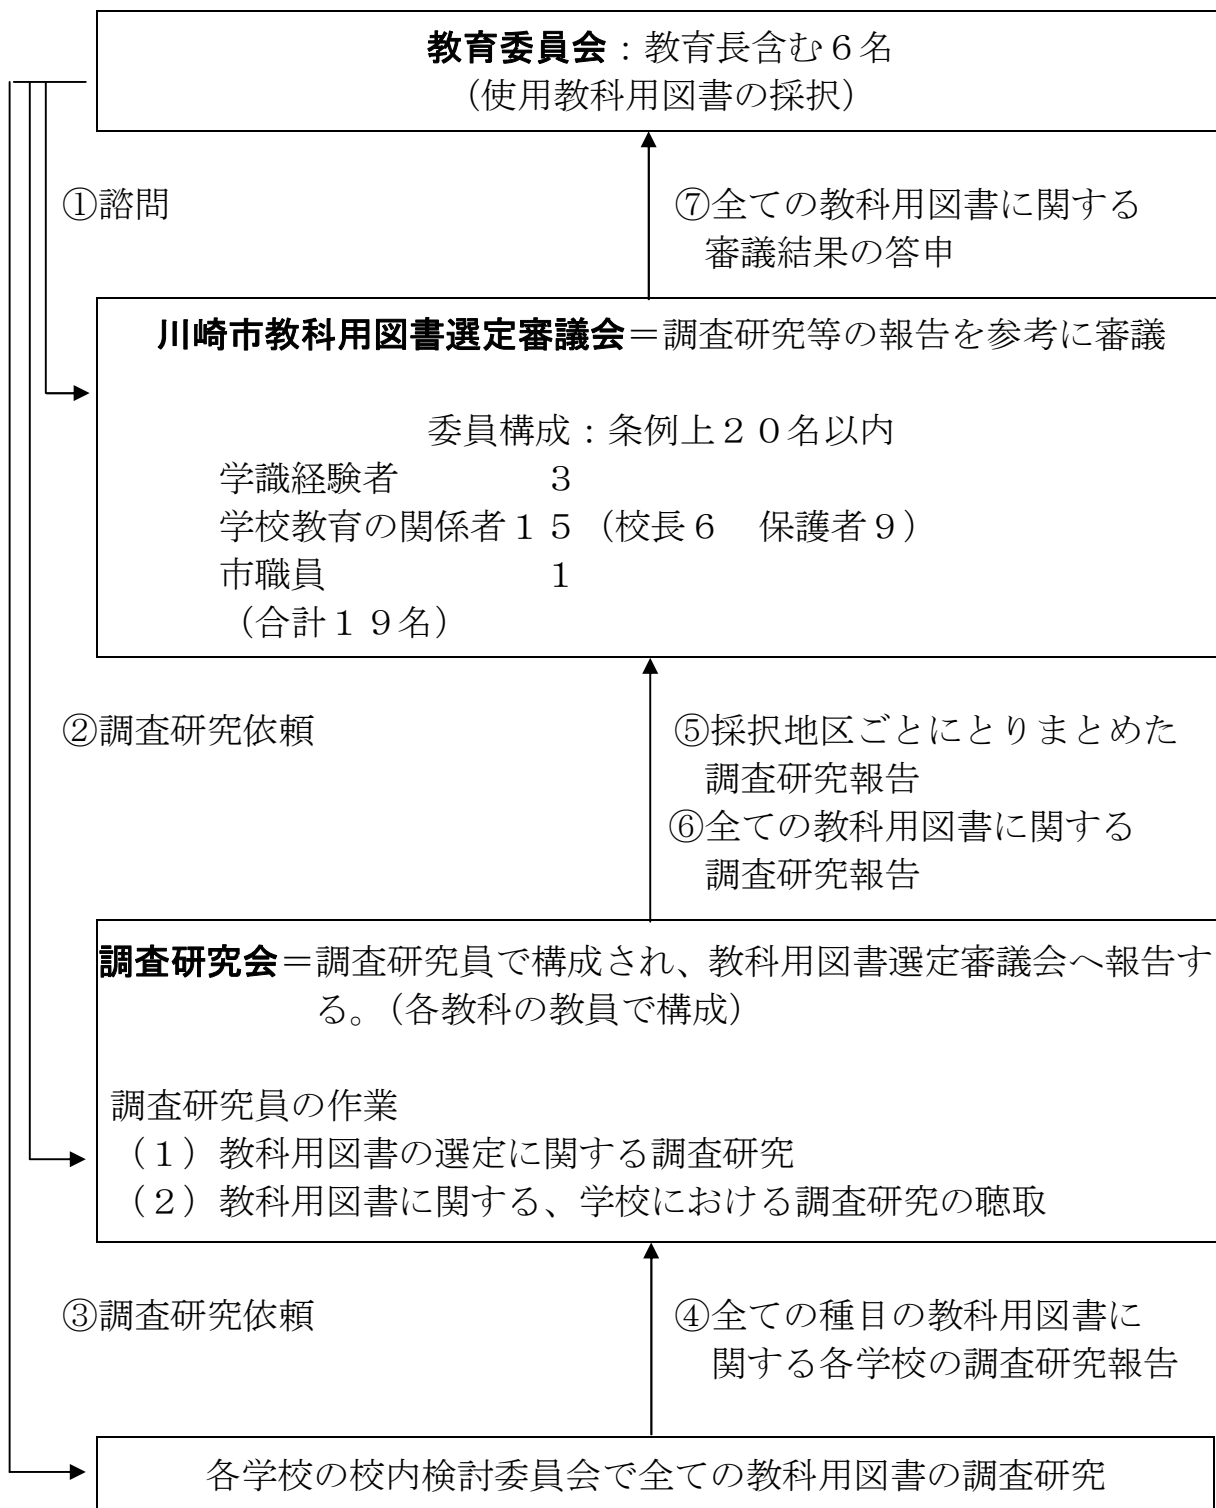 教育委員会：教育長含む６名
（使用教科用図書の採択）
①諮問
⑦全ての教科用図書に関する
審議結果の答申
川崎市教科用図書選定審議会＝調査研究等の報告を参考に審議
委員構成：条例上２０名以内
学識経験者　　　　３
学校教育の関係者１５（校長６　保護者９）
市職員　　　　　　１
（合計１９名）
②調査研究依頼
⑤採択地区ごとにとりまとめた
調査研究報告
⑥全ての教科用図書に関する
調査研究報告
調査研究会＝調査研究員で構成され、教科用図書選定審議会へ報告す
る。（各教科の教員で構成）
調査研究員の作業
（１）教科用図書の選定に関する調査研究
（２）教科用図書に関する、学校における調査研究の聴取
③調査研究依頼
④全ての種目の教科用図書に
関する各学校の調査研究報告
各学校の校内検討委員会で全ての教科用図書の調査研究